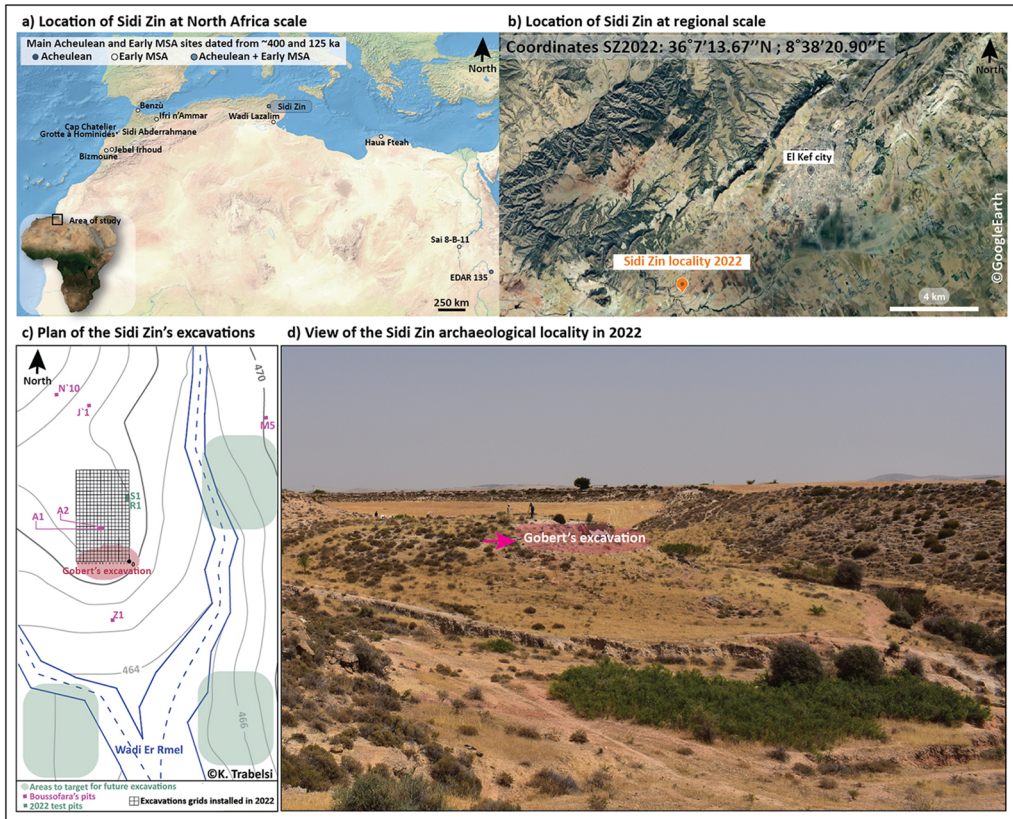 a) Location of Sidi Zin at North Africa scale
Main Acheulean and Early MSA sites dated from ~400 and 125 ka
Acheulean Early MSA Acheulean + Early MSA
North
Benzù
Ifri n'Ammar
Sidi Zin
Wadi Lazalim
Cap Chatelier
Grotte à Hominidés
Sidi Abderrahmane
Jebel Irhoud
Bizmoune
Haua Fteah
Area of study
Sai 8-B-11
EDAR 135
250 km
b) Location of Sidi Zin at regional scale
Coordinates SZ2022: 36˚7'13.67’’N ; 8˚38’20.90’’E
North
El Kef city
Sidi Zin locality 2022
4 km
©GoogleEarth
c) Plan of the Sidi Zin's excavations
North
N`10
J`1
470
M5
S1
R1
A2
A1
Gobert's excavation
Z1
464
466
Wadi Er Rmel
©K. Trabelsi
Areas to target for future excavations
Boussofara's pits
2022 test pits
Excavations grids installed in 2022
d) View of the Sidi Zin archaeological locality in 2022
Gobert's excavation